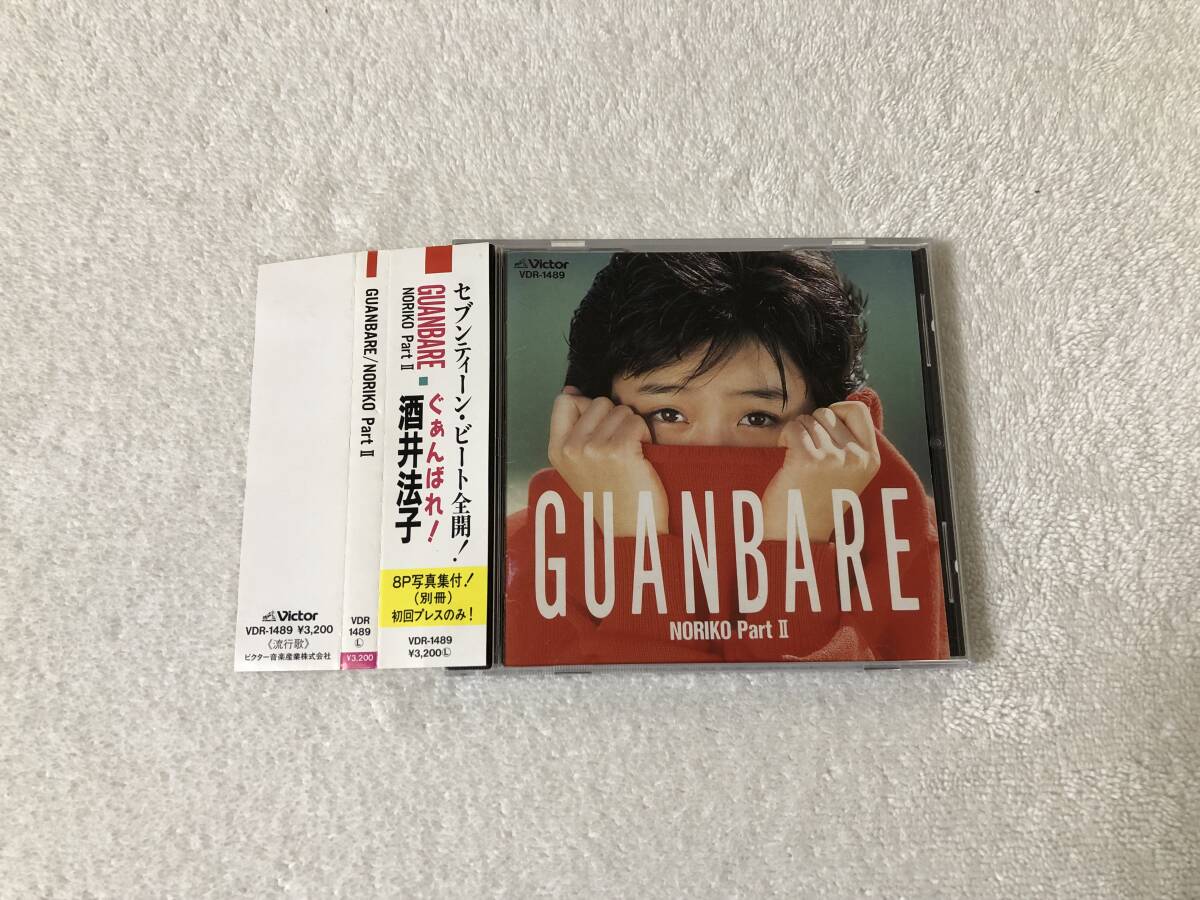 Victor
VDR-1489 ¥3,200
〈流行歌〉
ビクター音楽産業株式会社
GUANBARE/NORIKO Part II
VDR
1489
Ⓛ
¥3,200
セブンティーン・ビート全開!
GUANBARE
NORIKO Part II
ぐぁんばれ!
酒井法子
8P写真集付!
(別冊)
初回プレスのみ!
VDR-1489
¥3,200Ⓛ
Victor
VDR-1489
GUANBARE
NORIKO Part II